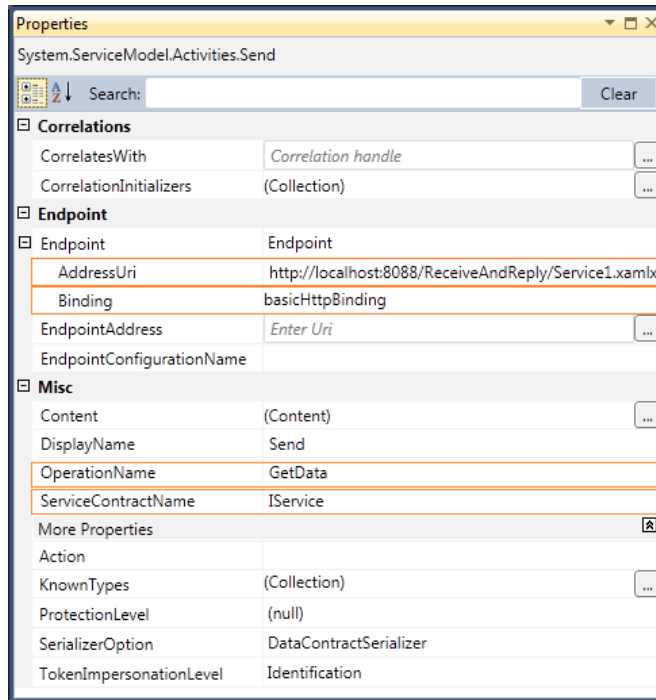 Properties
System.ServiceModel.Activities.Send
A Z Search: Clear
Correlations
CorrelatesWith Correlation handle ...
CorrelationInitializers (Collection) ...
Endpoint
Endpoint Endpoint
AddressUri http://localhost:8088/ReceiveAndReply/Service1.xamlx
Binding basicHttpBinding
EndpointAddress Enter Uri ...
EndpointConfigurationName
Misc
Content (Content) ...
DisplayName Send
OperationName GetData
ServiceContractName IService
More Properties
Action
KnownTypes (Collection) ...
ProtectionLevel (null)
SerializerOption DataContractSerializer
TokenImpersonationLevel Identification